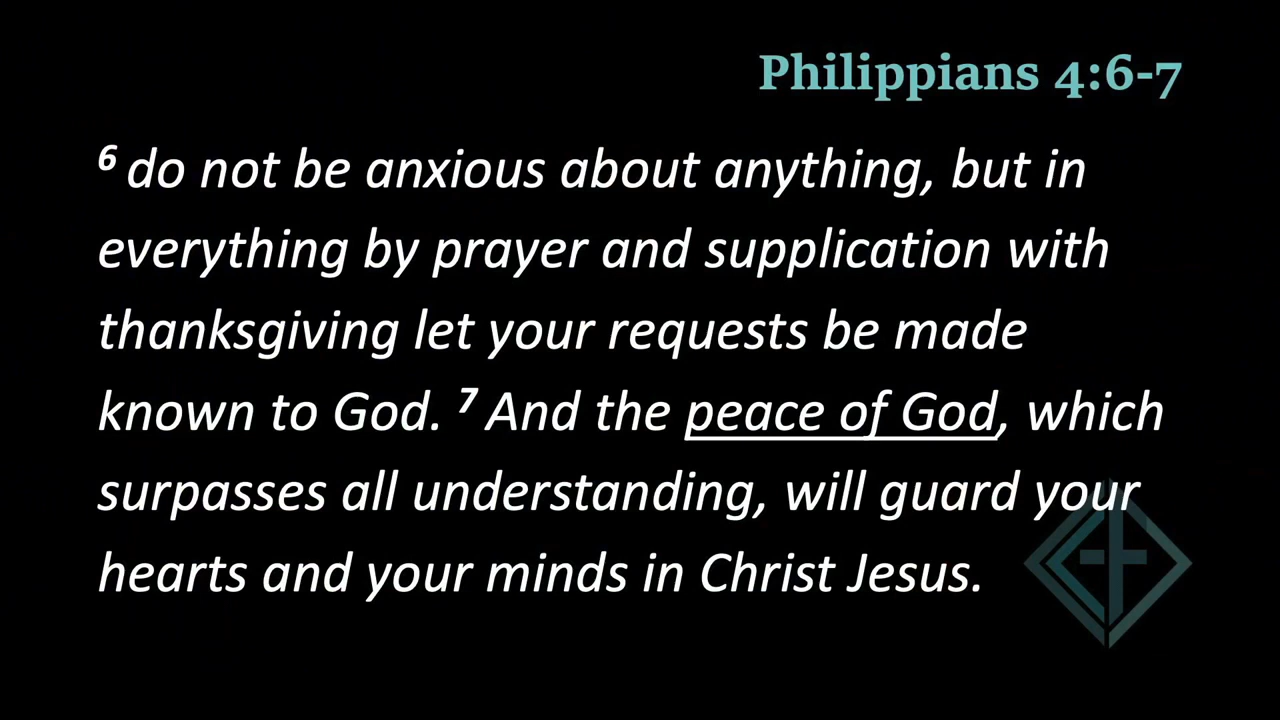 Philippians 4:6-7
⁶ do not be anxious about anything, but in
everything by prayer and supplication with
thanksgiving let your requests be made
known to God. ⁷ And the peace of God, which
surpasses all understanding, will guard your
hearts and your minds in Christ Jesus.